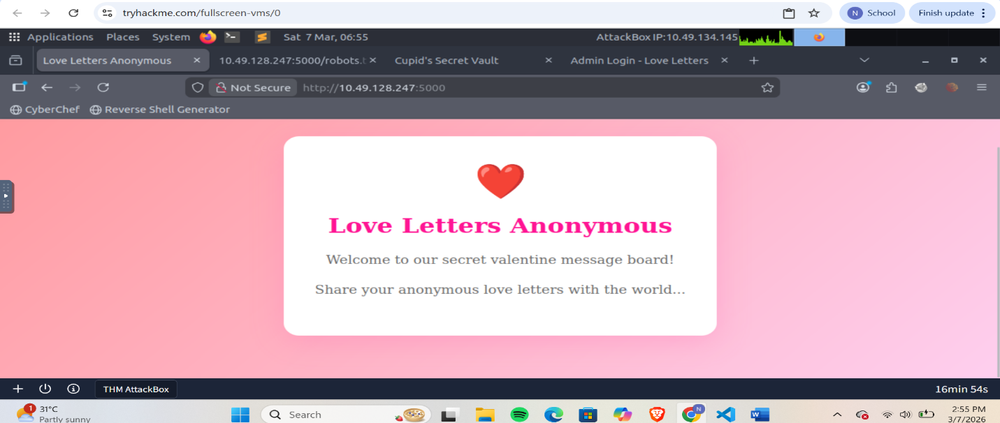 tryhackme.com/fullscreen-vms/0
N School Finish update
Applications Places System Sat 7 Mar, 06:55 AttackBox IP:10.49.134.145
Love Letters Anonymous 10.49.128.247:5000/robots.t Cupid's Secret Vault Admin Login - Love Letters
Not Secure http://10.49.128.247:5000
CyberChef Reverse Shell Generator
Love Letters Anonymous
Welcome to our secret valentine message board!
Share your anonymous love letters with the world...
THM AttackBox 16min 54s
1 31°C
Partly sunny
Search
N
W
2:55 PM
3/7/2026